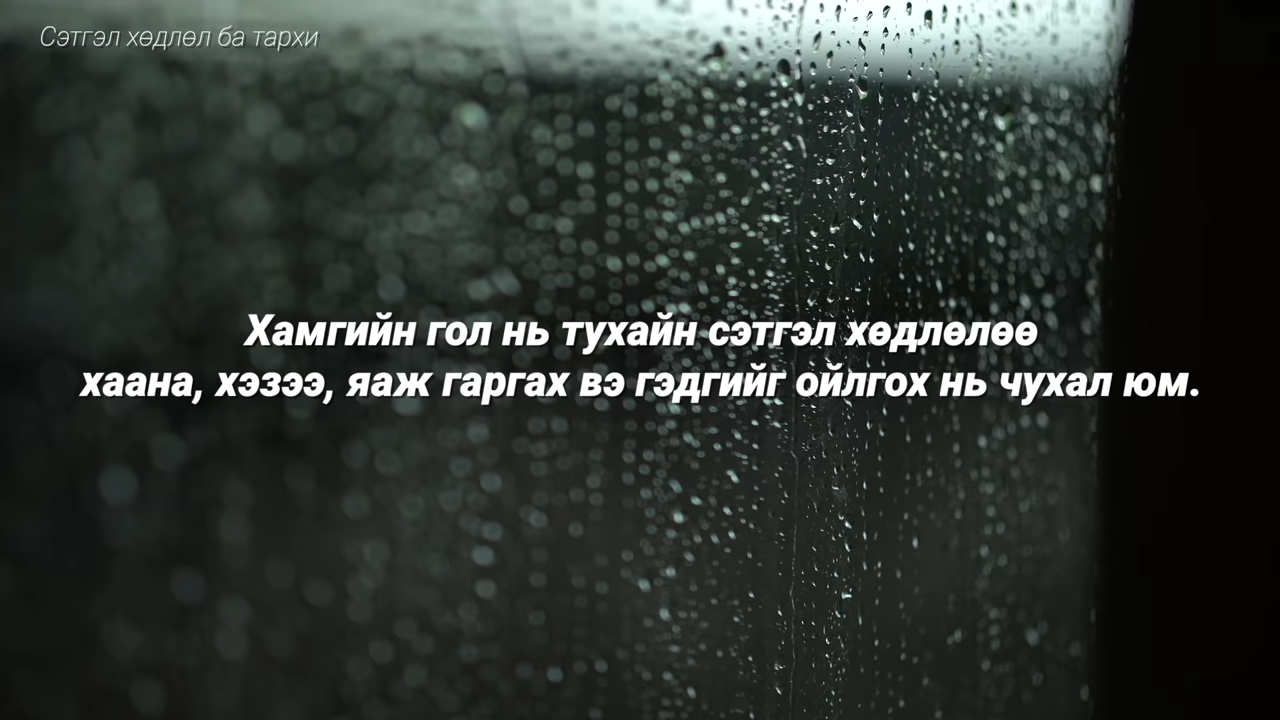 Сэтгэл хөдлөл ба тархи
Хамгийн гол нь тухайн сэтгэл хөдлөлөө
хаана, хэзээ, яаж гаргах вэ гэдгийг ойлгох нь чухал юм.